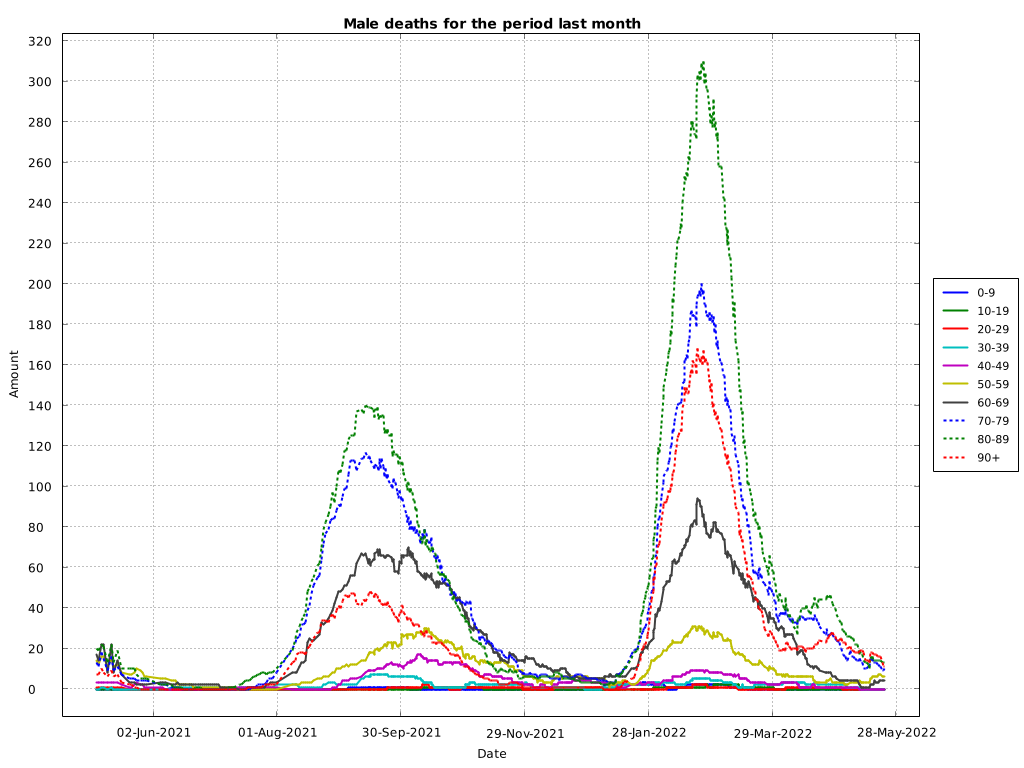 Male deaths for the period last month
320
300
280
260
240
220
200
180
160
140
120
100
80
60
40
20
0
Amount
02-Jun-2021
01-Aug-2021
30-Sep-2021
29-Nov-2021
28-Jan-2022
29-Mar-2022
28-May-2022
Date
0-9
10-19
20-29
30-39
40-49
50-59
60-69
70-79
80-89
90+